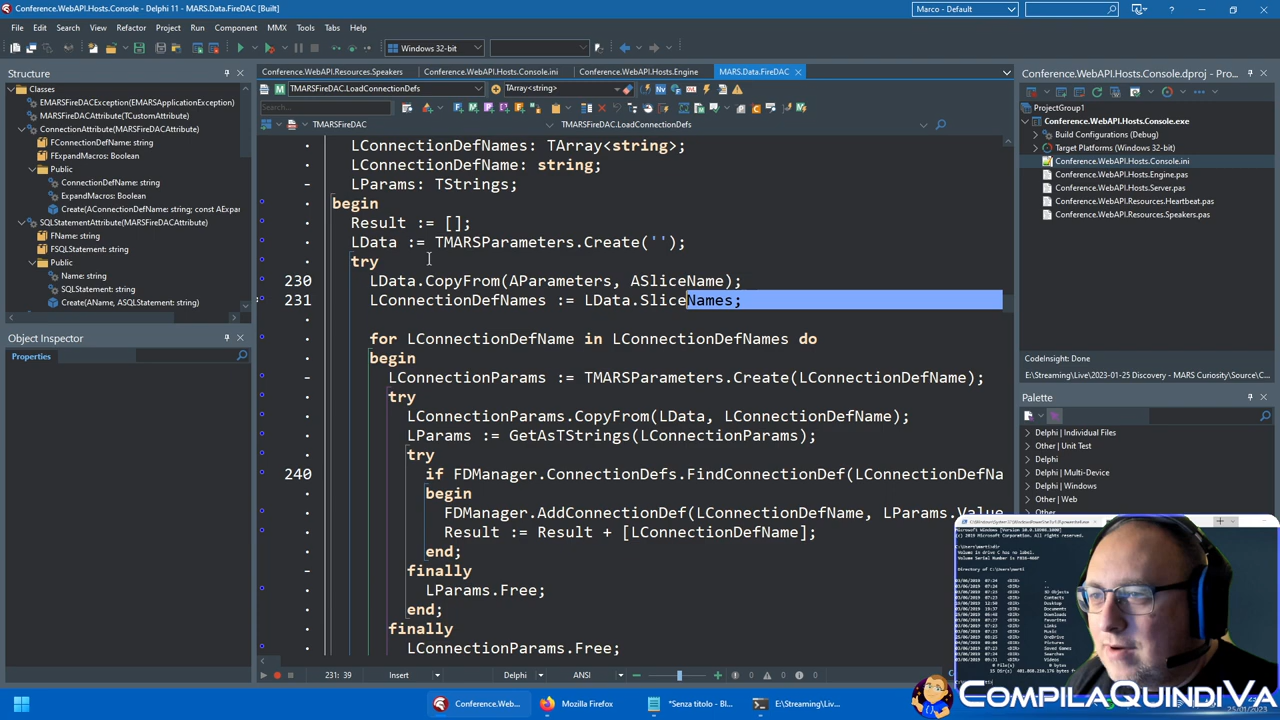 Conference.WebAPI.Hosts.Console - Delphi 11 - MARS.Data.FireDAC [Built]
Marco - Default
File Edit Search View Refactor Project Run Component MMX Tools Tabs Help
Windows 32-bit
Structure
Classes
EMARSFireDACException(EMARSApplicationException)
MARSFireDACAttribute(TCustomAttribute)
ConnectionAttribute(MARSFireDACAttribute)
FConnectionDefName: string
FExpandMacros: Boolean
Public
ConnectionDefName: string
ExpandMacros: Boolean
Create(AConnectionDefName: string; const AExpan
SQLStatementAttribute(MARSFireDACAttribute)
FName: string
FSQLStatement: string
Public
Name: string
SQLStatement: string
Create(AName, ASQLStatement: string)
Object Inspector
Properties
Conference.WebAPI.Resources.Speakers Conference.WebAPI.Hosts.Console.ini Conference.WebAPI.Hosts.Engine MARS.Data.FireDAC
TMARSFireDAC.LoadConnectionDefs TArray<string>
Search...
TMARSFireDAC TMARSFireDAC.LoadConnectionDefs
LConnectionDefNames: TArray<string>;
LConnectionDefName: string;
LParams: TStrings;
begin
Result := [];
LData := TMARSParameters.Create('');
try
230 LData.CopyFrom(AParameters, ASliceName);
231 LConnectionDefNames := LData.SliceNames;
for LConnectionDefName in LConnectionDefNames do
begin
LConnectionParams := TMARSParameters.Create(LConnectionDefName);
try
LConnectionParams.CopyFrom(LData, LConnectionDefName);
LParams := GetAsTStrings(LConnectionParams);
try
240 if FDManager.ConnectionDefs.FindConnectionDef(LConnectionDefNa
begin
FDManager.AddConnectionDef(LConnectionDefName, LParams.Value
Result := Result + [LConnectionDefName];
end;
finally
LParams.Free;
end;
finally
LConnectionParams.Free;
Insert Delphi ANSI 0 0 0
Conference.WebAPI.Hosts.Console.dproj - Pro...
ProjectGroup1
Conference.WebAPI.Hosts.Console.exe
Build Configurations (Debug)
Target Platforms (Windows 32-bit)
Conference.WebAPI.Hosts.Console.ini
Conference.WebAPI.Hosts.Engine.pas
Conference.WebAPI.Hosts.Server.pas
Conference.WebAPI.Resources.Heartbeat.pas
Conference.WebAPI.Resources.Speakers.pas
CodeInsight: Done
E:\Streaming\Live\2023-01-25 Discovery - MARS Curiosity\Source\C...
Palette
Delphi | Individual Files
Other | Unit Test
Delphi
Delphi | Multi-Device
Delphi | Windows
Other | Web
Other
COMPILAQUINDIVA
Conference.Web... Mozilla Firefox *Senza titolo - Bl... E:\Streaming\Live...
25/01/2023